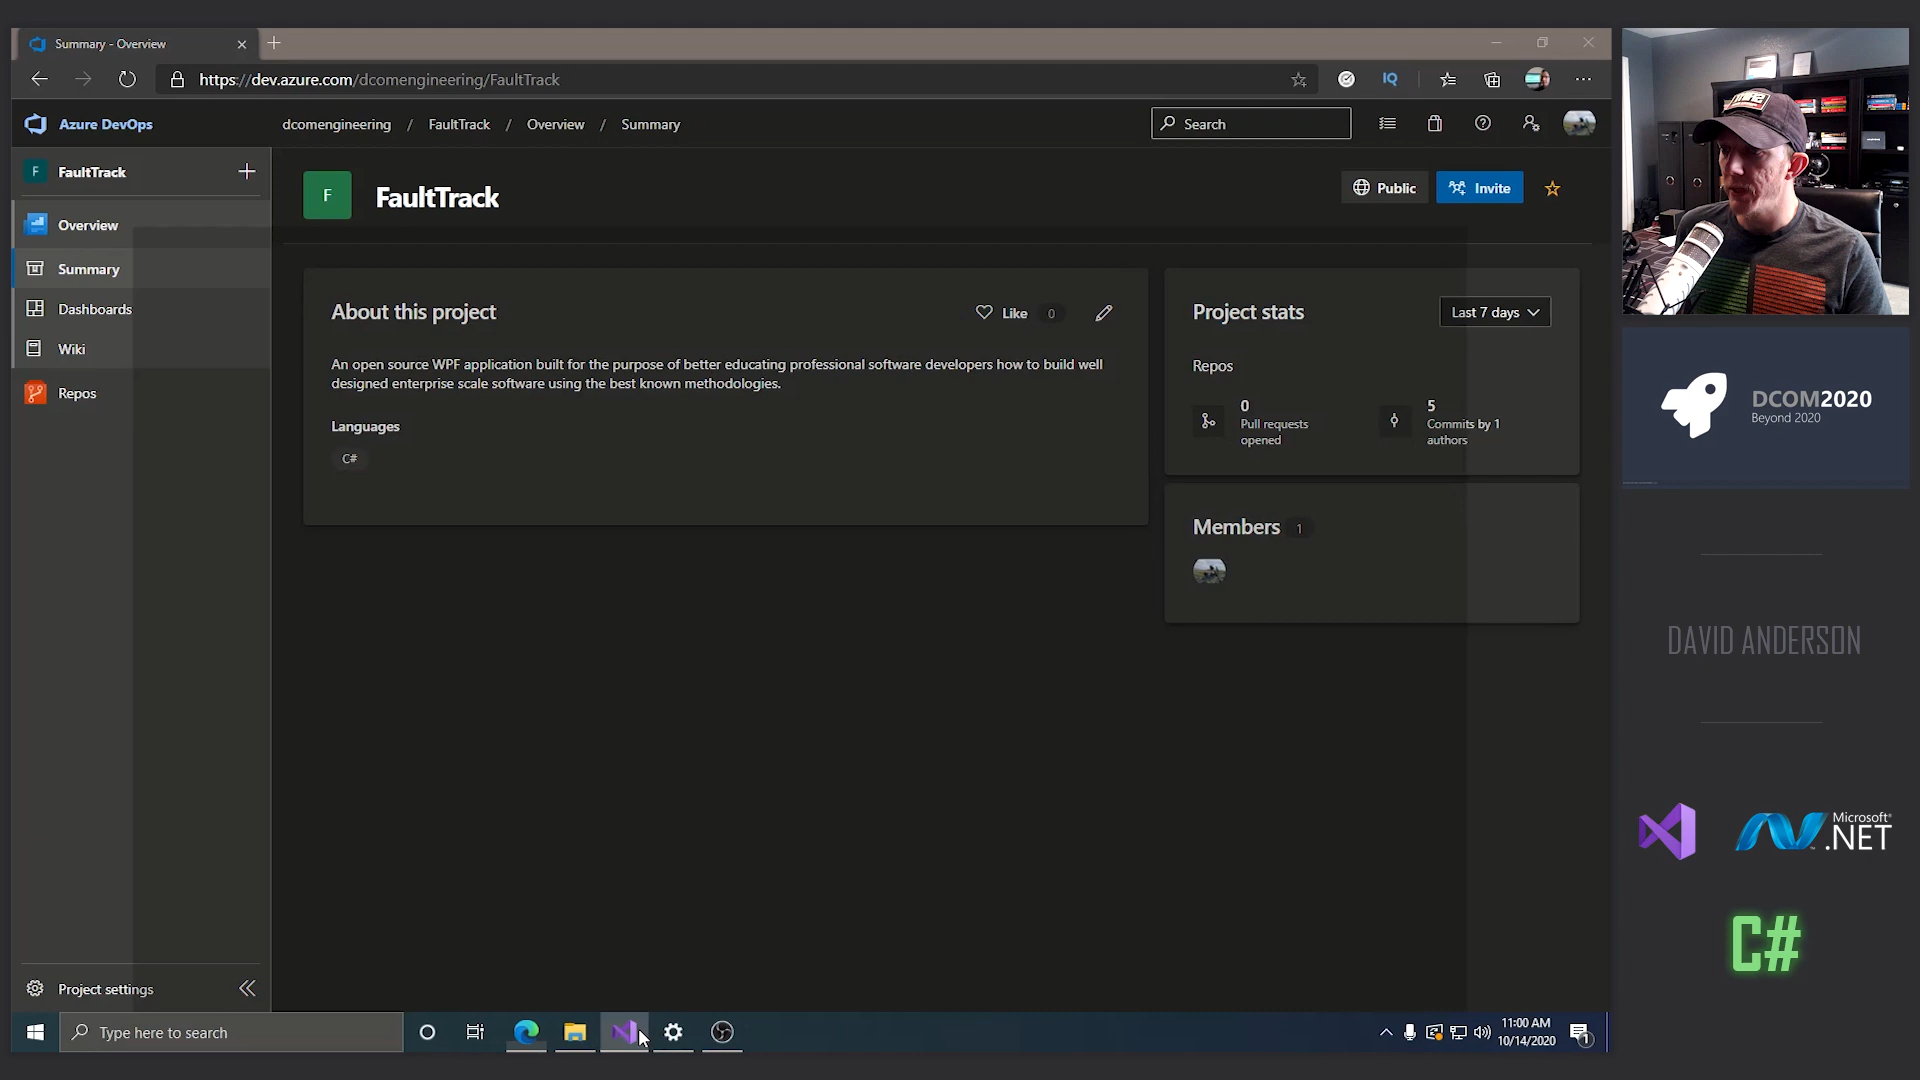 Summary - Overview
https://dev.azure.com/dcomengineering/FaultTrack
IQ
Azure DevOps
dcomengineering / FaultTrack / Overview / Summary
Search
F
FaultTrack
Overview
Summary
Dashboards
Wiki
Repos
Project settings
F
FaultTrack
Public
Invite
About this project
Like 0
An open source WPF application built for the purpose of better educating professional software developers how to build well
designed enterprise scale software using the best known methodologies.
Languages
C#
Project stats
Last 7 days
Repos
0
Pull requests
opened
5
Commits by 1
authors
Members 1
Type here to search
11:00 AM
10/14/2020
1
DCOM2020
Beyond 2020
DAVID ANDERSON
Microsoft
.NET
C#